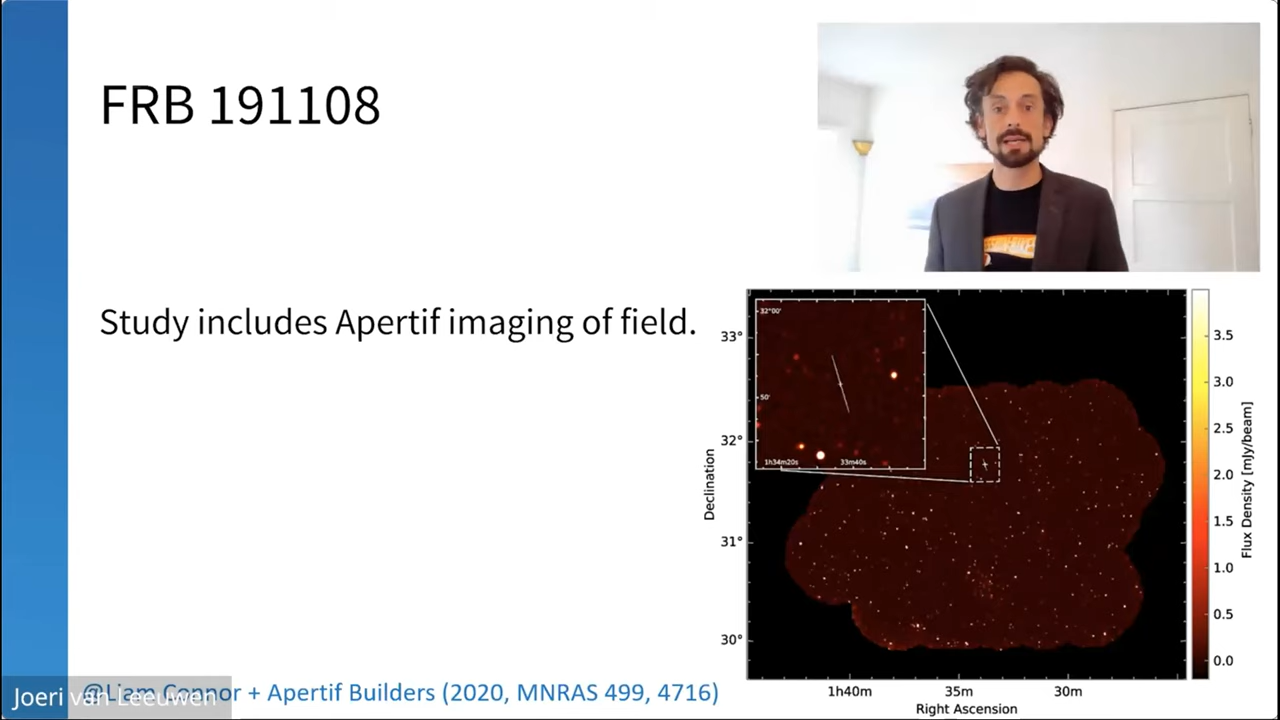 FRB 191108
Study includes Apertif imaging of field.
32°00'
50'
1h34m20s 33m40s
33°
32°
31°
30°
Declination
1h40m 35m 30m
Right Ascension
3.5
3.0
2.5
2.0
1.5
1.0
0.5
0.0
Flux Density [mJy/beam]
@Liam Connor + Apertif Builders (2020, MNRAS 499, 4716)
Joeri van Leeuwen